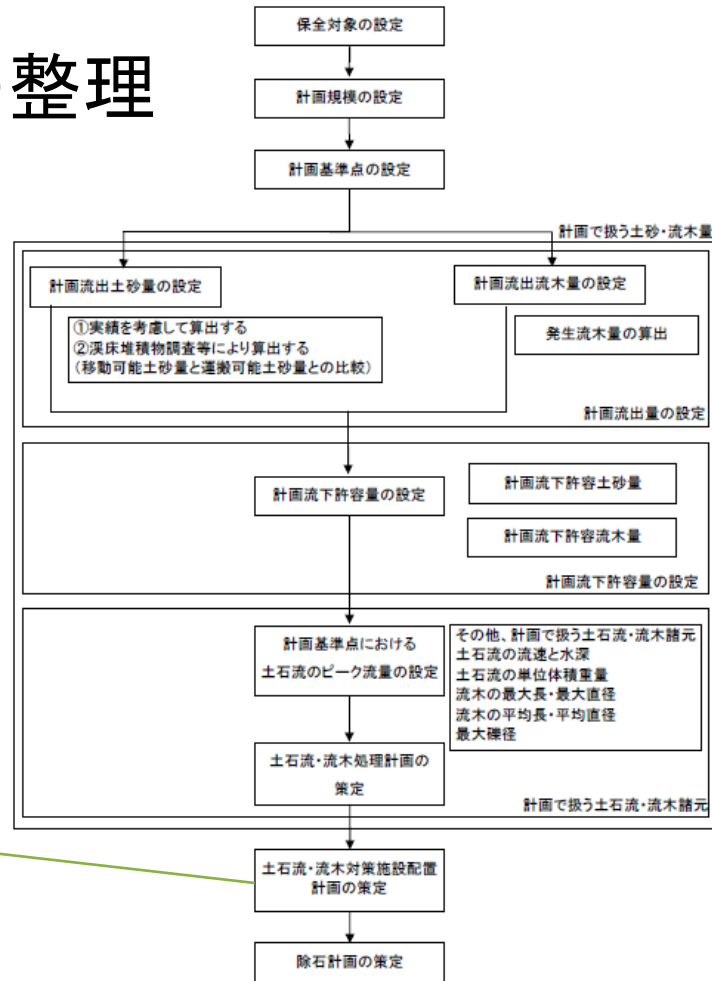 整理
保全対象の設定
計画規模の設定
計画基準点の設定
計画で扱う土砂・流木量
計画流出土砂量の設定
計画流出流木量の設定
①実績を考慮して算出する
②渓床堆積物調査等により算出する
(移動可能土砂量と運搬可能土砂量との比較)
発生流木量の算出
計画流出量の設定
計画流下許容量の設定
計画流下許容土砂量
計画流下許容流木量
計画流下許容量の設定
計画基準点における
土石流のピーク流量の設定
その他、計画で扱う土石流・流木諸元
土石流の流速と水深
土石流の単位体積重量
流木の最大長・最大直径
流木の平均長・平均直径
最大礫径
土石流・流木処理計画の
策定
計画で扱う土石流・流木諸元
土石流・流木対策施設配置
計画の策定
除石計画の策定